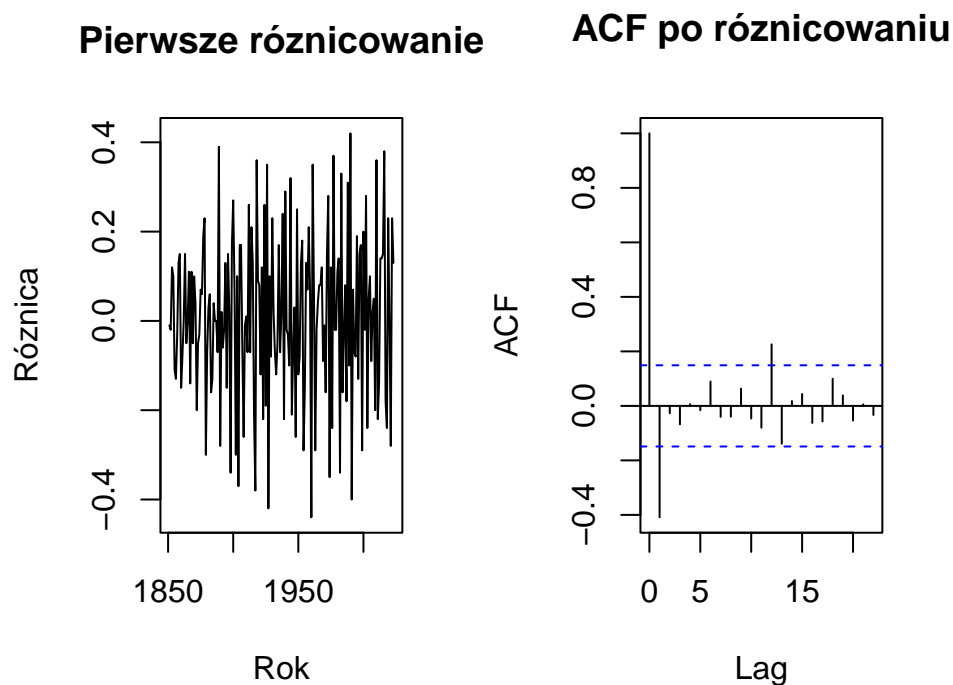 Pierwsze róznicowanie
Róznica
0.4
0.2
0.0
−0.4
1850
1950
Rok
ACF po róznicowaniu
ACF
0.8
0.4
0.0
−0.4
0
5
15
Lag